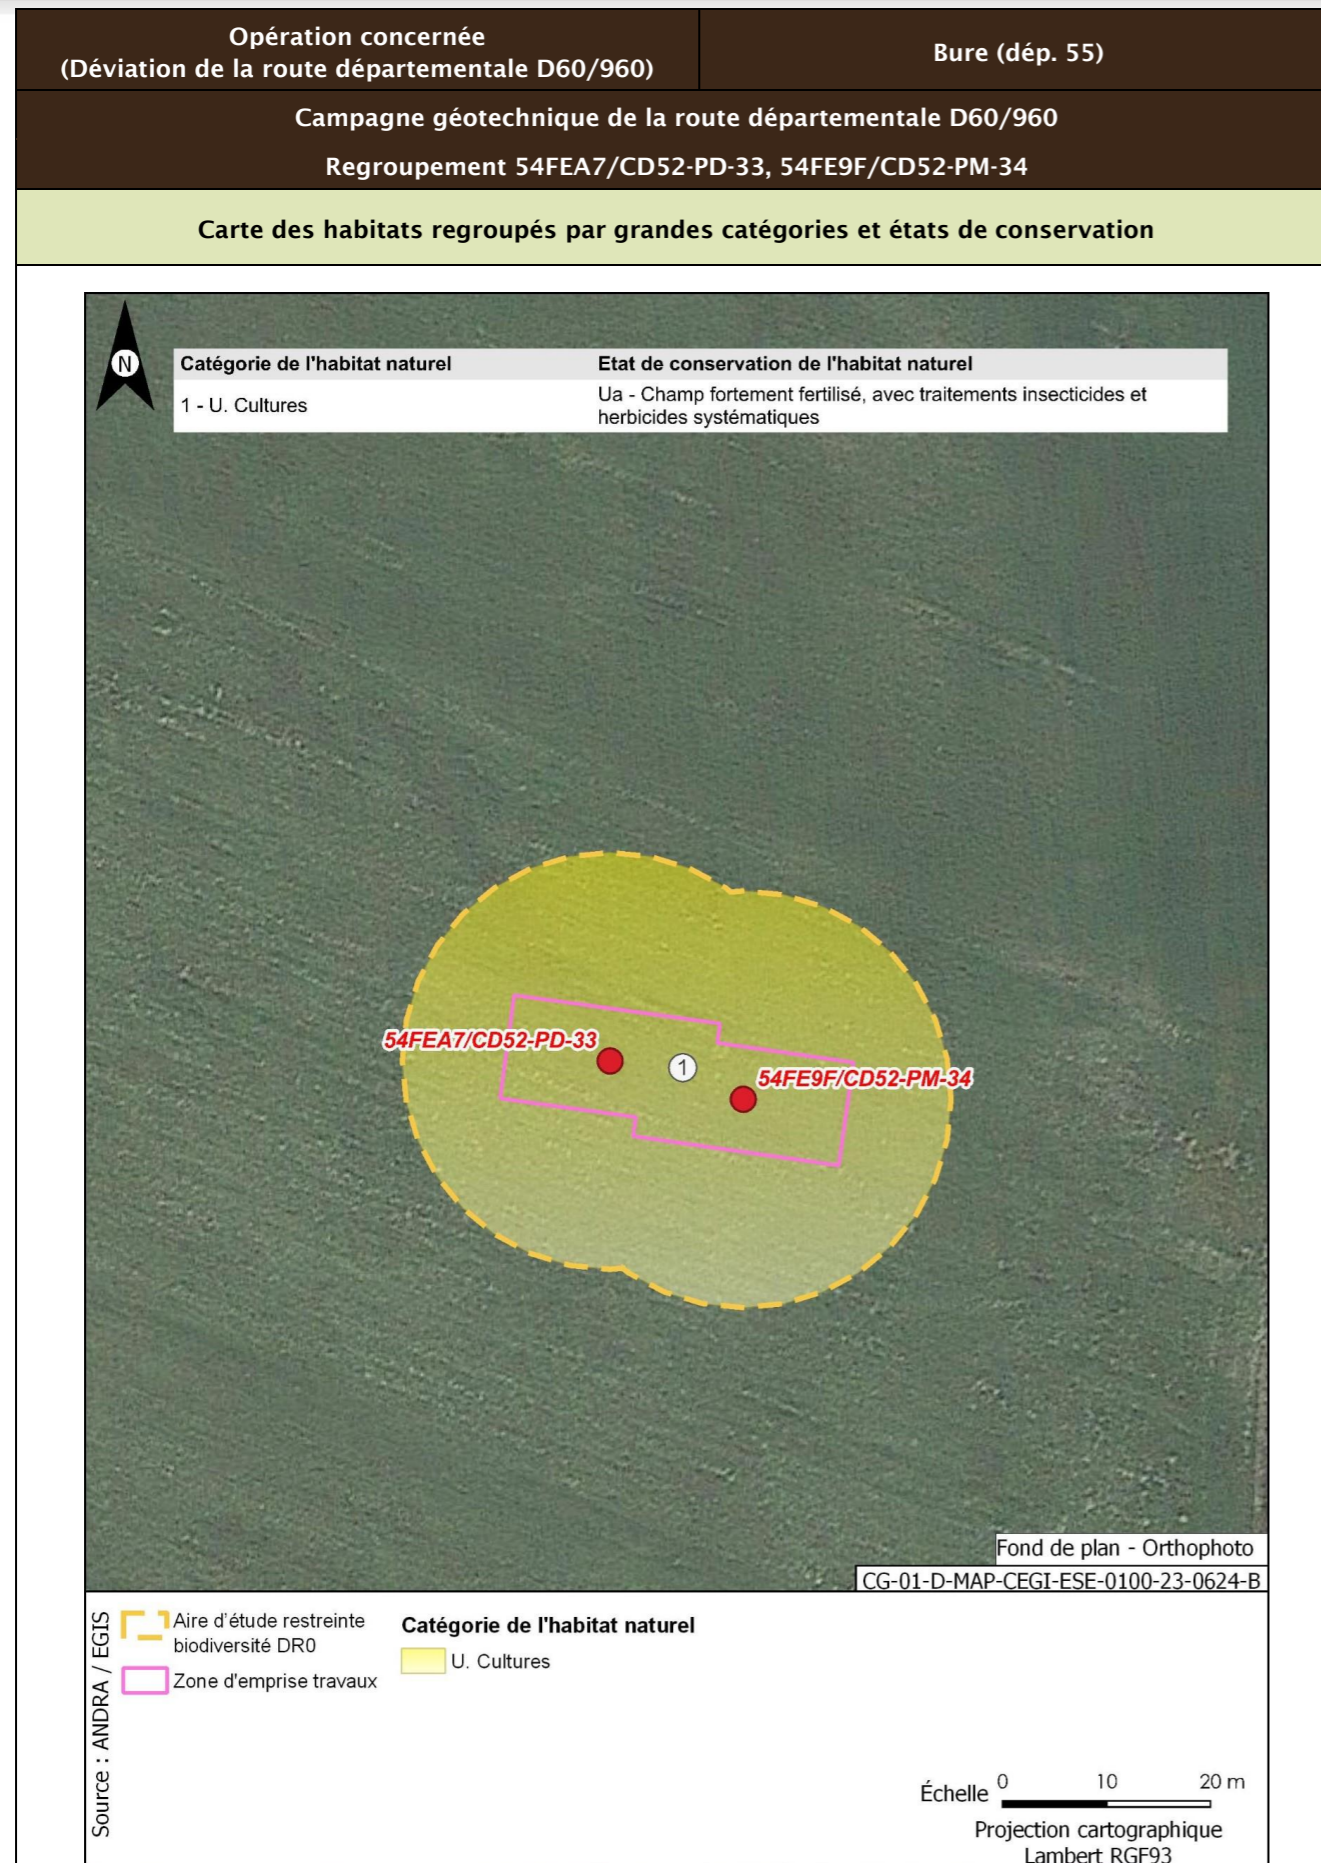 Opération concernée
(Déviation de la route départementale D60/960)
Bure (dép. 55)
Campagne géotechnique de la route départementale D60/960
Regroupement 54FEA7/CD52-PD-33, 54FE9F/CD52-PM-34
Carte des habitats regroupés par grandes catégories et états de conservation
N
Catégorie de l'habitat naturel
Etat de conservation de l'habitat naturel
1 - U. Cultures
Ua - Champ fortement fertilisé, avec traitements insecticides et
herbicides systématiques
54FEA7/CD52-PD-33
1
54FE9F/CD52-PM-34
Fond de plan - Orthophoto
CG-01-D-MAP-CEGI-ESE-0100-23-0624-B
Source : ANDRA / EGIS
Aire d'étude restreinte
biodiversité DR0
Zone d'emprise travaux
Catégorie de l'habitat naturel
U. Cultures
Échelle
0 10 20 m
Projection cartographique
Lambert RGF93